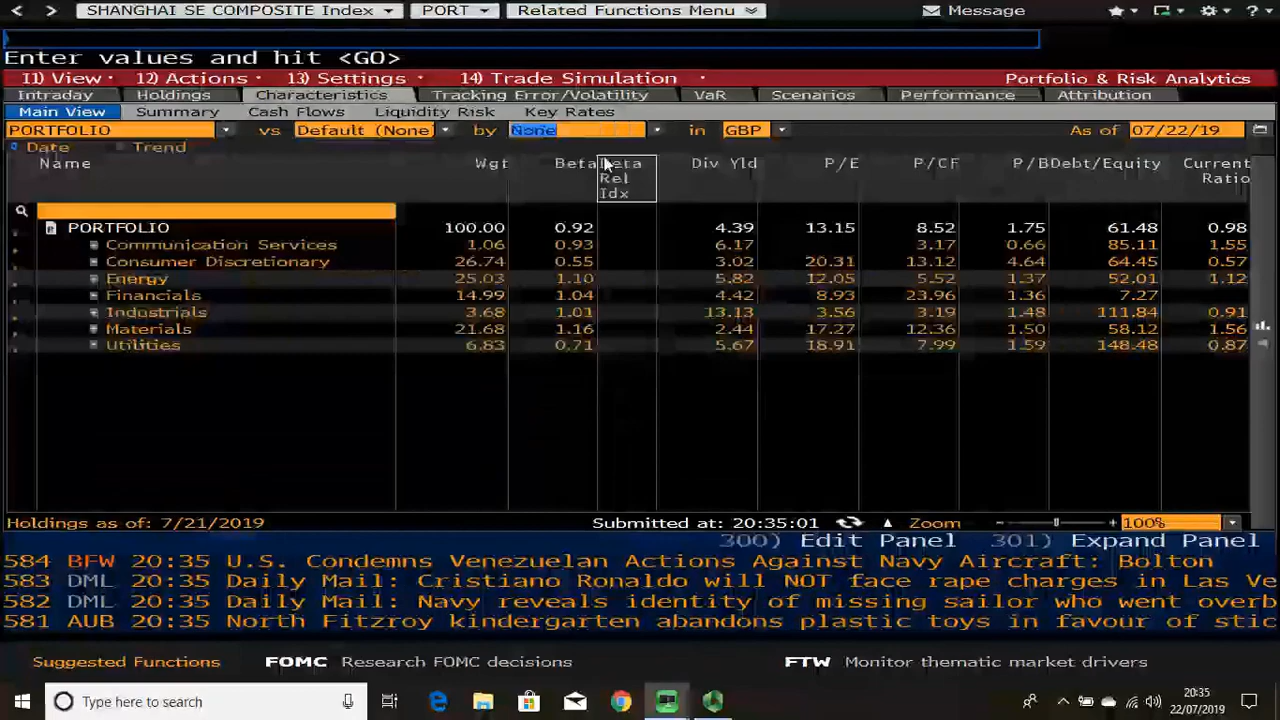 SHANGHAI SE COMPOSITE Index PORT Related Functions Menu Message
Enter values and hit <GO>
11) View 12) Actions 13) Settings 14) Trade Simulation Portfolio & Risk Analytics
Intraday Holdings Characteristics Tracking Error/Volatility VaR Scenarios Performance Attribution
Main View Summary Cash Flows Liquidity Risk Key Rates
PORTFOLIO vs Default (None) by None in GBP As of 07/22/19
Date Trend
Name Wgt Beta Beta Rel Idx Div Yld P/E P/CF P/B Debt/Equity Current Ratio
PORTFOLIO 100.00 0.92 4.39 13.15 8.52 1.75 61.48 0.98
Communication Services 1.06 0.93 6.17 3.17 0.66 85.11 1.55
Consumer Discretionary 26.74 0.55 3.02 20.31 13.12 4.64 64.45 0.57
Energy 25.03 1.10 5.82 12.05 5.52 1.37 52.01 1.12
Financials 14.99 1.04 4.42 8.93 23.96 1.36 7.27
Industrials 3.68 1.01 13.13 3.56 3.19 1.48 111.84 0.91
Materials 21.68 1.16 2.44 17.27 12.36 1.50 58.12 1.56
Utilities 6.83 0.71 5.67 18.91 7.99 1.59 148.48 0.87
Holdings as of: 7/21/2019 Submitted at: 20:35:01 Zoom - + 100%
300) Edit Panel 301) Expand Panel
584 BFW 20:35 U.S. Condemns Venezuelan Actions Against Navy Aircraft: Bolton
583 DML 20:35 Daily Mail: Cristiano Ronaldo will NOT face rape charges in Las Ve
582 DML 20:35 Daily Mail: Navy reveals identity of missing sailor who went overb
581 AUB 20:35 North Fitzroy kindergarten abandons plastic toys in favour of stic
Suggested Functions FOMC Research FOMC decisions FTW Monitor thematic market drivers
Type here to search
20:35
22/07/2019